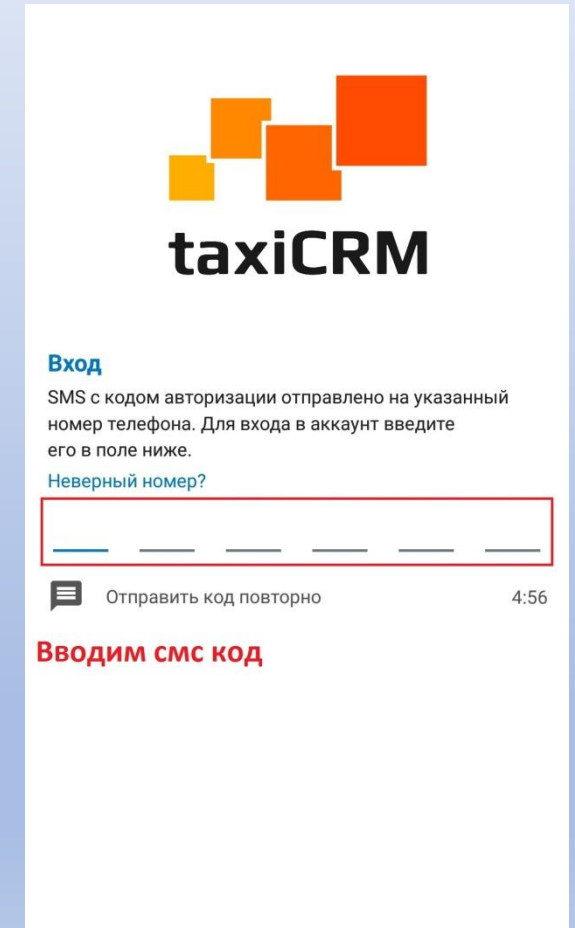 taxiCRM
Вход
SMS с кодом авторизации отправлено на указанный
номер телефона. Для входа в аккаунт введите
его в поле ниже.
Неверный номер?
Отправить код повторно 4:56
Вводим смс код